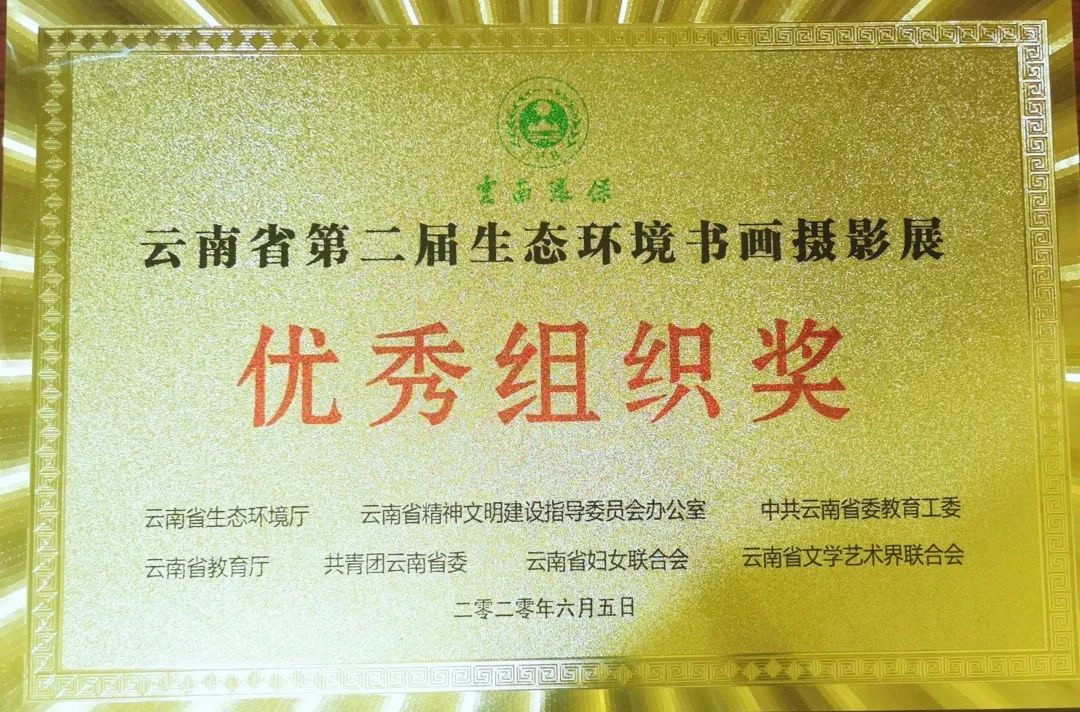 雲南環保
云南省第二届生态环境书画摄影展
优秀组织奖
云南省生态环境厅 云南省精神文明建设指导委员会办公室 中共云南省委教育工委
云南省教育厅 共青团云南省委 云南省妇女联合会 云南省文学艺术界联合会
二零二零年六月五日